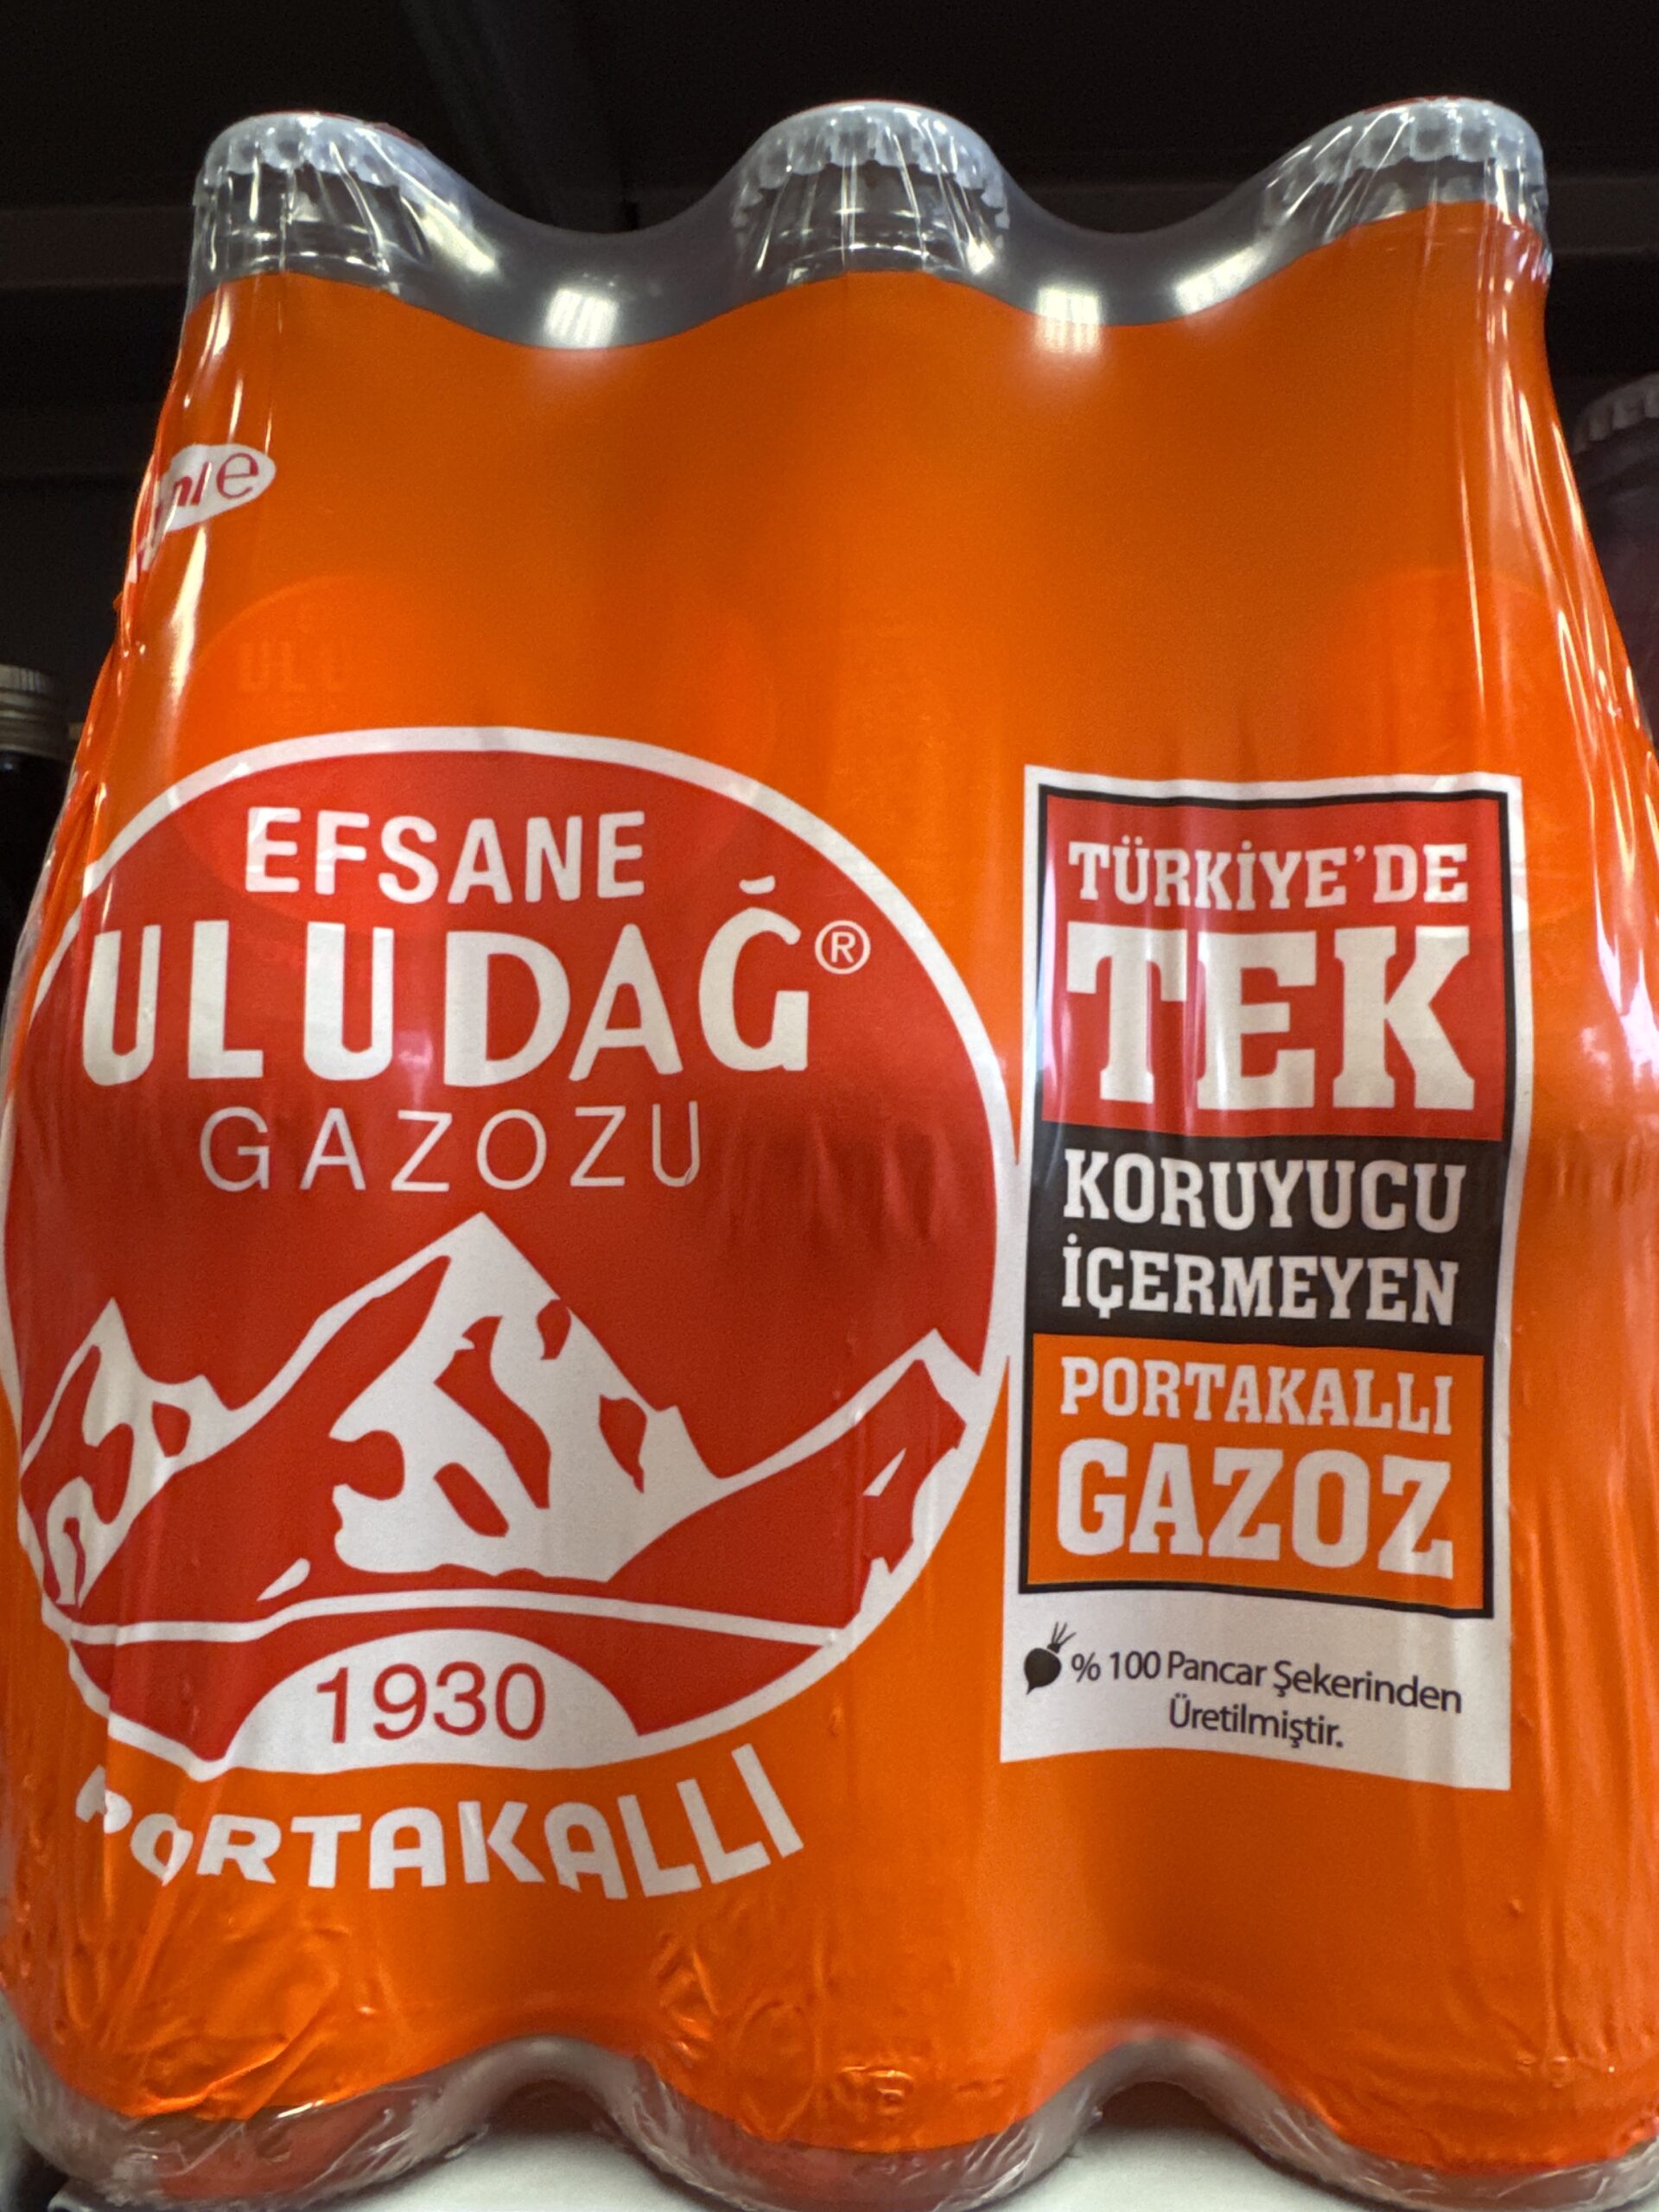 EFSANE
ULUDAĞ®
GAZOZU
1930
PORTAKALLI
TÜRKİYE'DE
TEK
KORUYUCU
İÇERMEYEN
PORTAKALLI
GAZOZ
% 100 Pancar Şekerinden
Üretilmiştir.